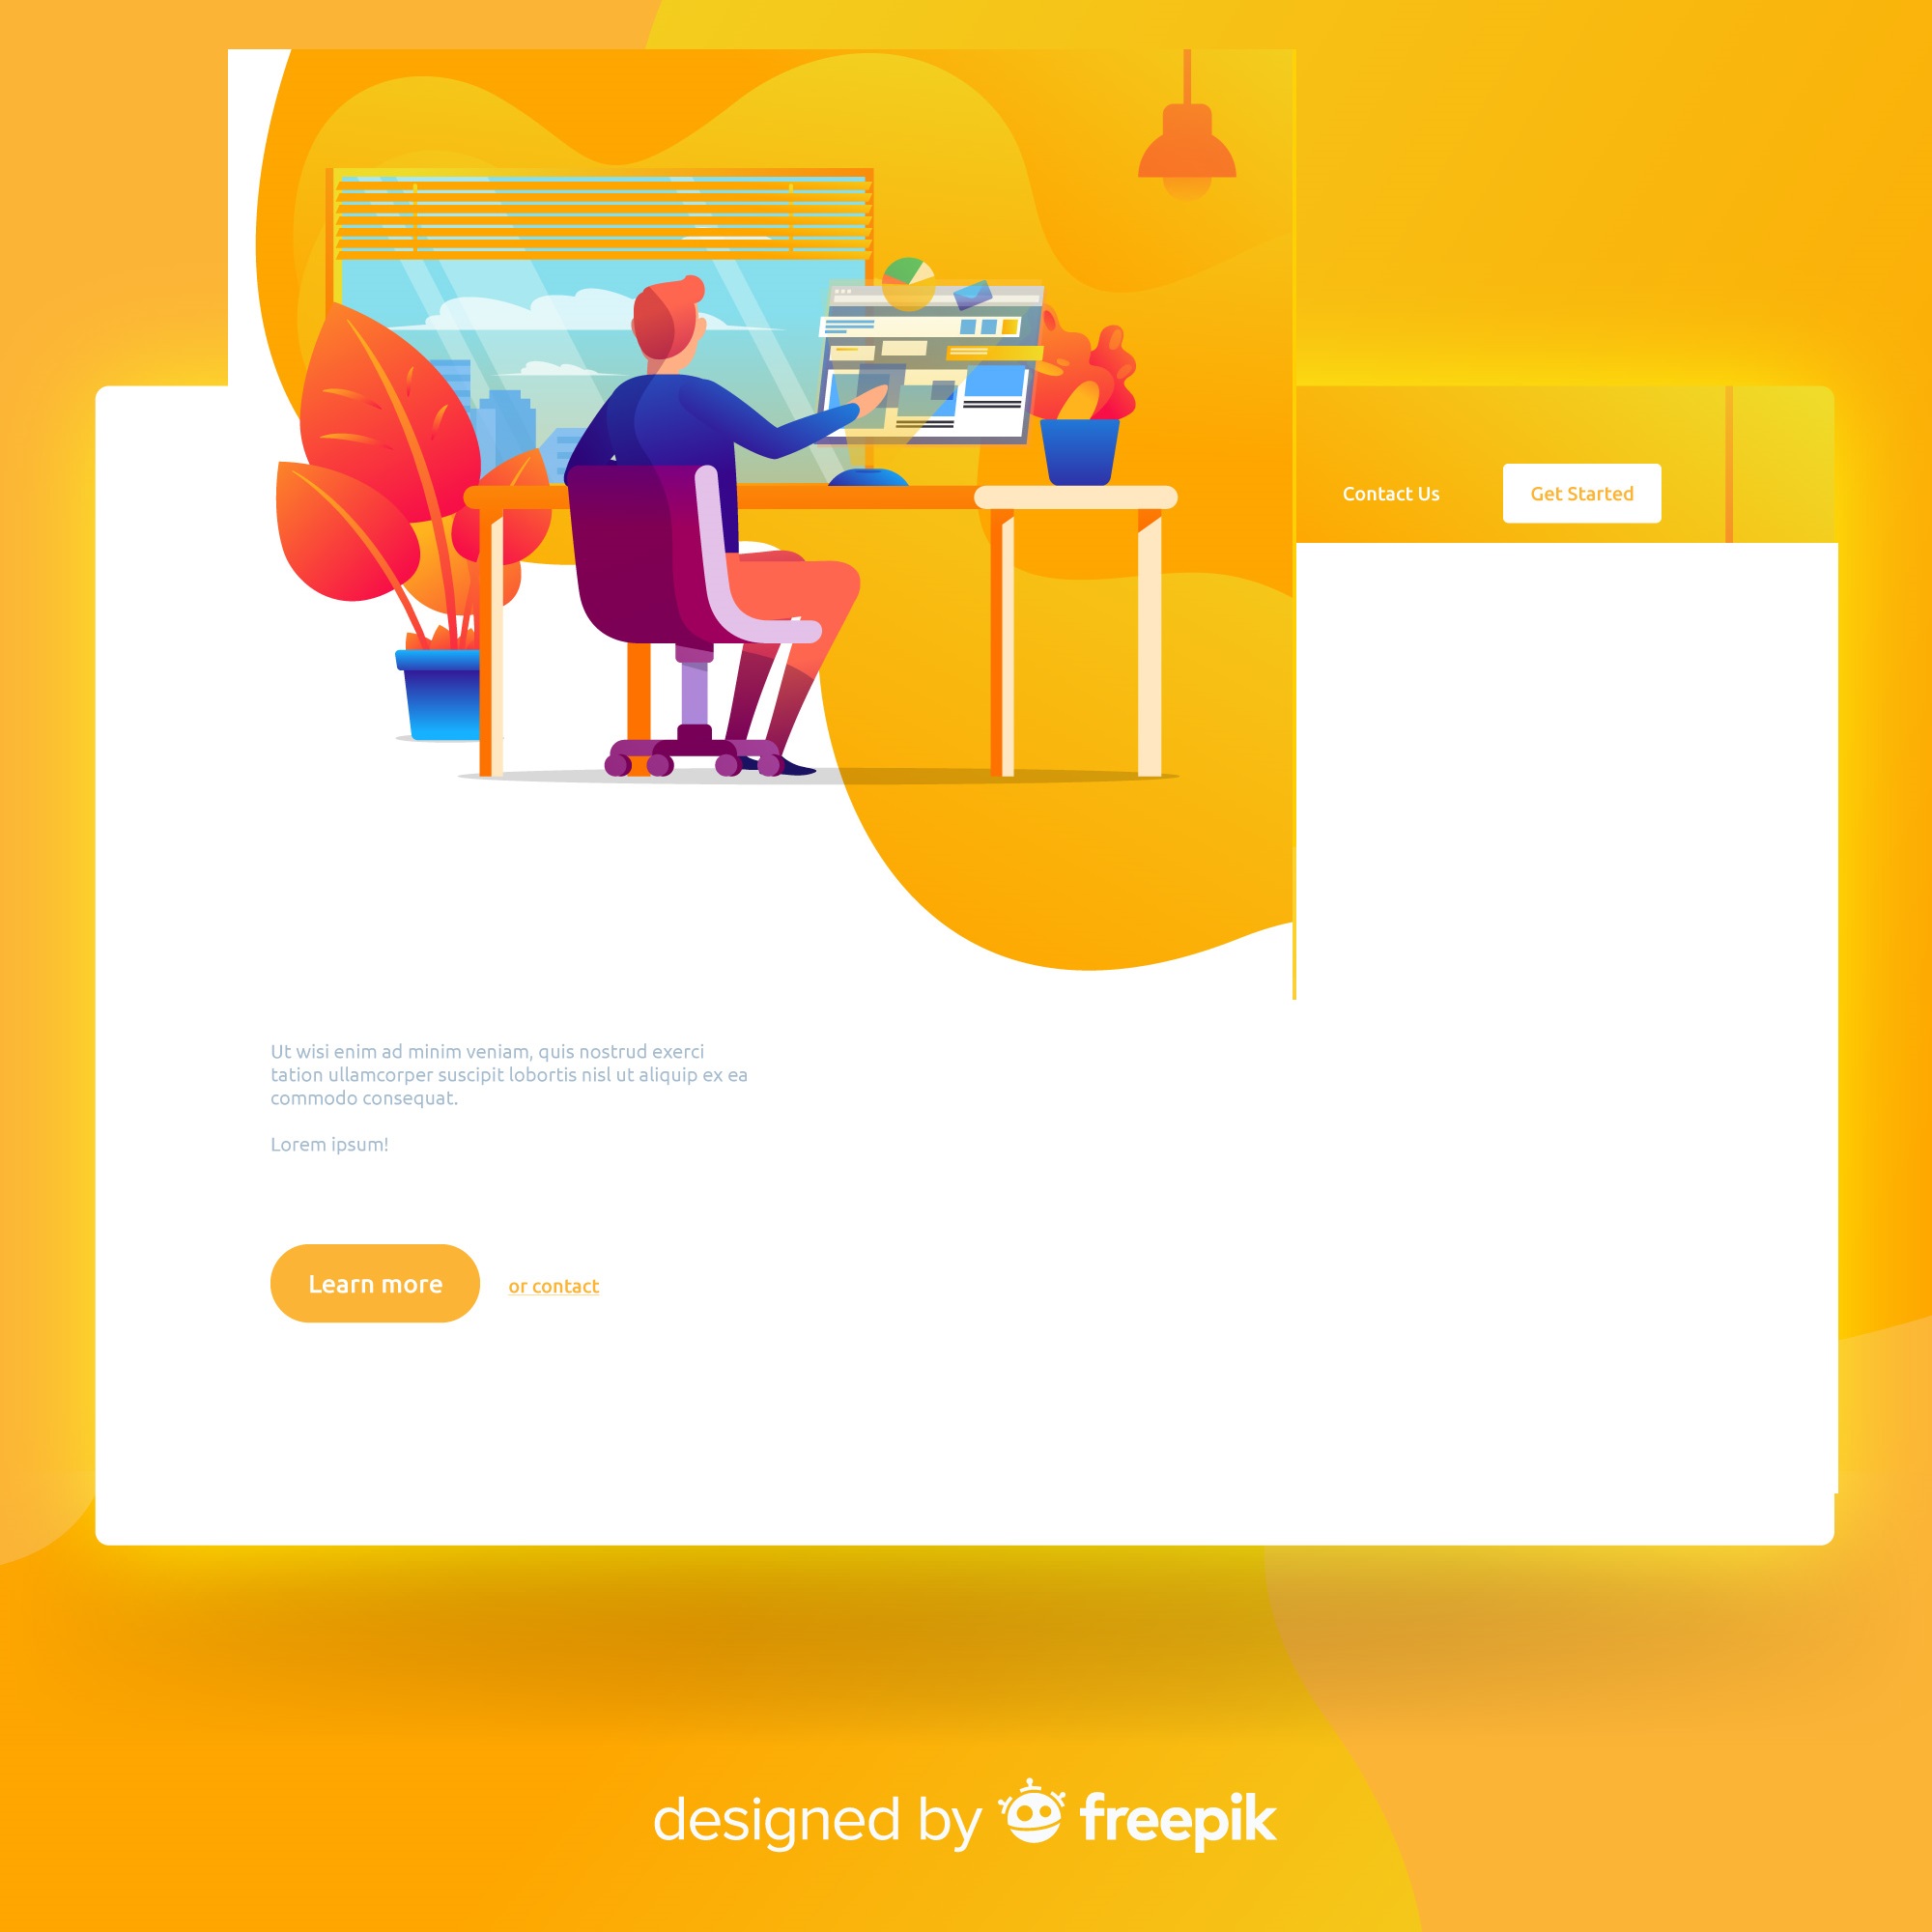 Contact Us
Get Started
Ut wisi enim ad minim veniam, quis nostrud exerci
tation ullamcorper suscipit lobortis nisl ut aliquip ex ea
commodo consequat.
Lorem ipsum!
Learn more
or contact
designed by freepik